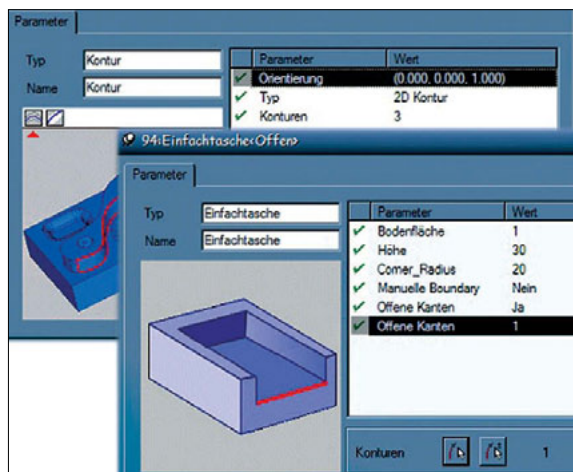 Parameter
Typ Kontur
Name Kontur
Parameter Wert
Orientierung (0.000, 0.000, 1.000)
Typ 2D Kontur
Konturen 3
94:Einfachtasche<Offen>
Parameter
Typ Einfachtasche
Name Einfachtasche
Parameter Wert
Bodenfläche 1
Höhe 30
Corner_Radius 20
Manuelle Boundary Nein
Offene Kanten Ja
Offene Kanten 1
Konturen 1